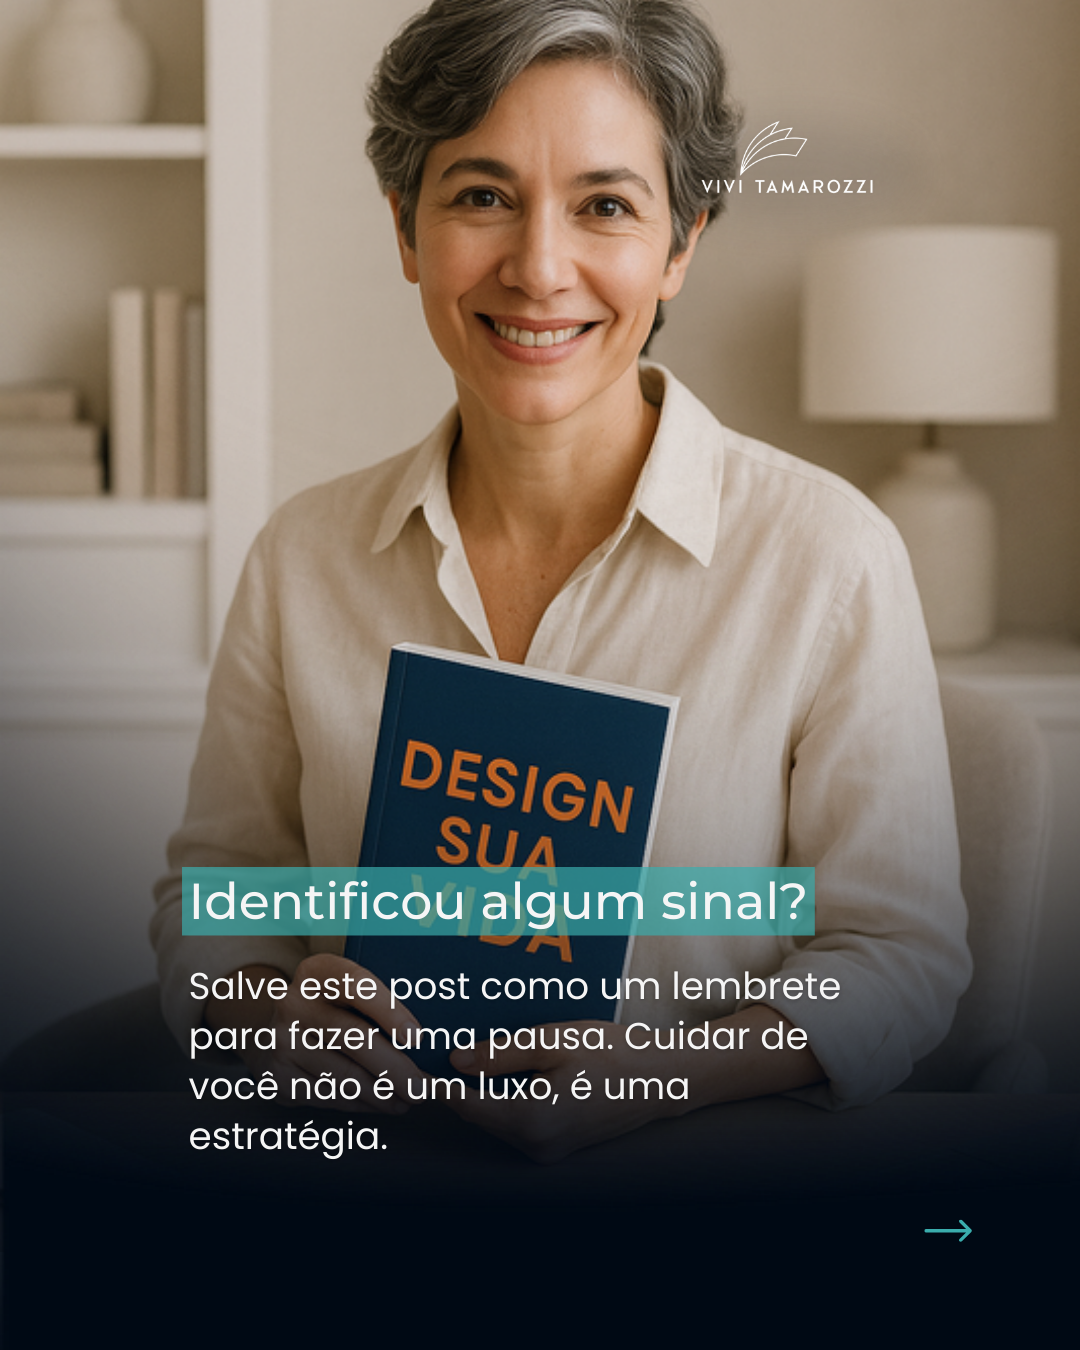 VIVI TAMAROZZI
DESIGN
SUA
VIDA
Identificou algum sinal?
Salve este post como um lembrete
para fazer uma pausa. Cuidar de
você não é um luxo, é uma
estratégia.